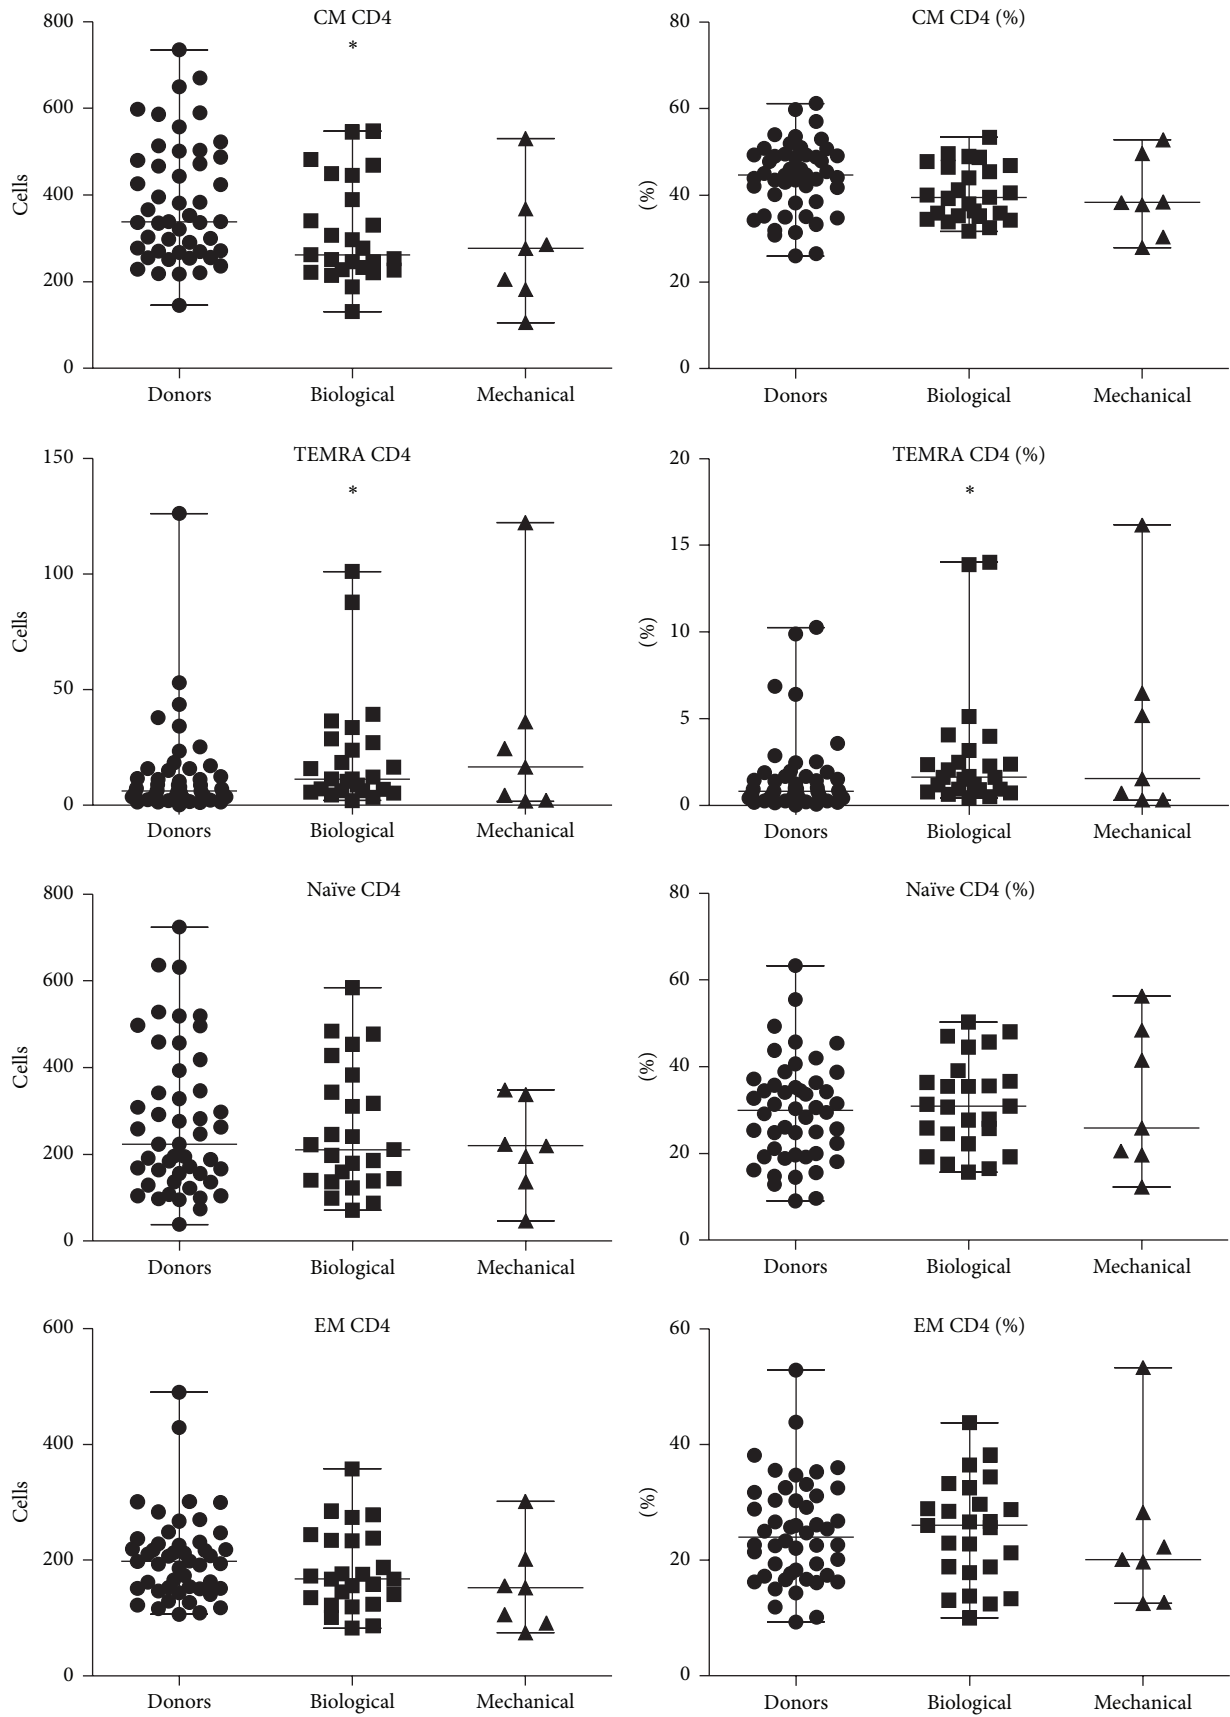 CM CD4
*
Cells
800
600
400
200
0
Donors Biological Mechanical
CM CD4 (%)
(%)
80
60
40
20
0
Donors Biological Mechanical
TEMRA CD4
*
Cells
150
100
50
0
Donors Biological Mechanical
TEMRA CD4 (%)
*
(%)
20
15
10
5
0
Donors Biological Mechanical
Naïve CD4
Cells
800
600
400
200
0
Donors Biological Mechanical
Naïve CD4 (%)
(%)
80
60
40
20
0
Donors Biological Mechanical
EM CD4
Cells
600
400
200
0
Donors Biological Mechanical
EM CD4 (%)
(%)
60
40
20
0
Donors Biological Mechanical